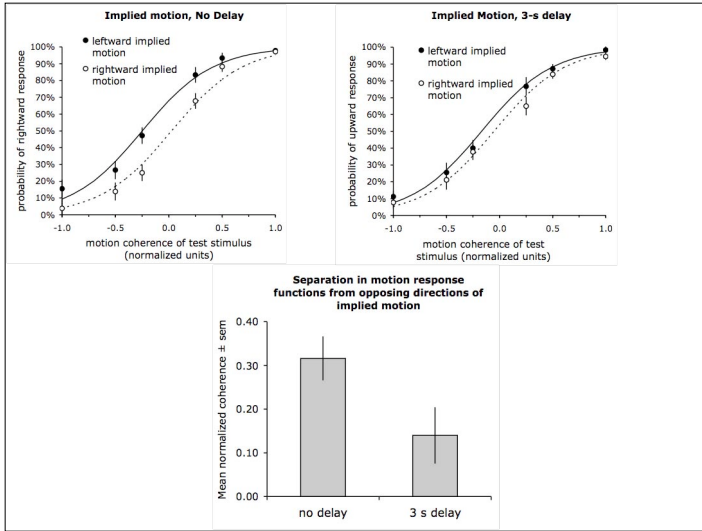 Implied motion, No Delay
probability of rightward response
100%
90%
80%
70%
60%
50%
40%
30%
20%
10%
0%
leftward implied
motion
rightward implied
motion
-1.0
-0.5
0.0
0.5
1.0
motion coherence of test stimulus
(normalized units)
Implied Motion, 3-s delay
probability of upward response
100%
90%
80%
70%
60%
50%
40%
30%
20%
10%
0%
leftward implied
motion
rightward implied
motion
-1.0
-0.5
0.0
0.5
1.0
motion coherence of test
stimulus (normalized units)
Separation in motion response
functions from opposing directions of
implied motion
Mean normalized coherence ± sem
0.40
0.30
0.20
0.10
0.00
no delay
3 s delay